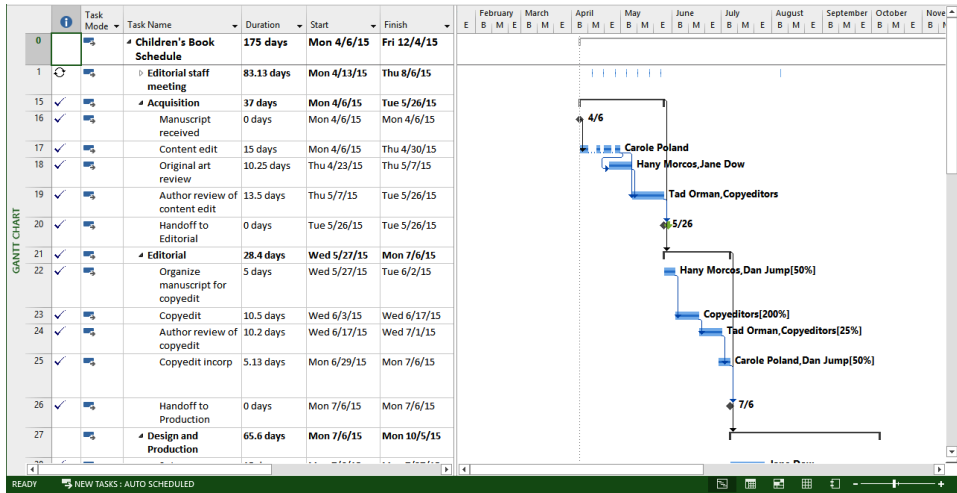 Task Mode Task Name Duration Start Finish
February March April May June July August September October Nove
E B M E B M E B M E B M E B M E B M E B M E B M E B M E B
0 Children's Book Schedule 175 days Mon 4/6/15 Fri 12/4/15
1 Editorial staff meeting 83.13 days Mon 4/13/15 Thu 8/6/15
15 Acquisition 37 days Mon 4/6/15 Tue 5/26/15
16 Manuscript received 0 days Mon 4/6/15 Mon 4/6/15 4/6
17 Content edit 15 days Mon 4/6/15 Thu 4/30/15 Carole Poland
18 Original art review 10.25 days Thu 4/23/15 Thu 5/7/15 Hany Morcos,Jane Dow
19 Author review of content edit 13.5 days Thu 5/7/15 Tue 5/26/15 Tad Orman,Copyeditors
20 Handoff to Editorial 0 days Tue 5/26/15 Tue 5/26/15 5/26
21 Editorial 28.4 days Wed 5/27/15 Mon 7/6/15
22 Organize manuscript for copyedit 5 days Wed 5/27/15 Tue 6/2/15 Hany Morcos,Dan Jump[50%]
23 Copyedit 10.5 days Wed 6/3/15 Wed 6/17/15 Copyeditors[200%]
24 Author review of copyedit 10.2 days Wed 6/17/15 Wed 7/1/15 Tad Orman,Copyeditors[25%]
25 Copyedit incorp 5.13 days Mon 6/29/15 Mon 7/6/15 Carole Poland,Dan Jump[50%]
26 Handoff to Production 0 days Mon 7/6/15 Mon 7/6/15 7/6
27 Design and Production 65.6 days Mon 7/6/15 Mon 10/5/15
GANTT CHART
READY NEW TASKS : AUTO SCHEDULED